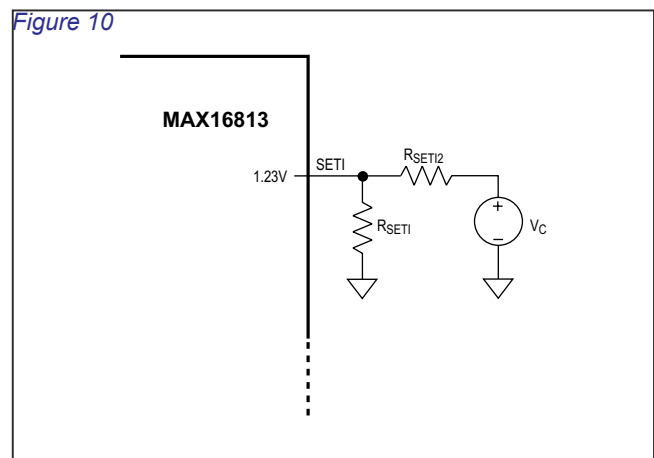 Figure 10
MAX16813
1.23V
SETI
RSETI2
RSETI
+
−
VC